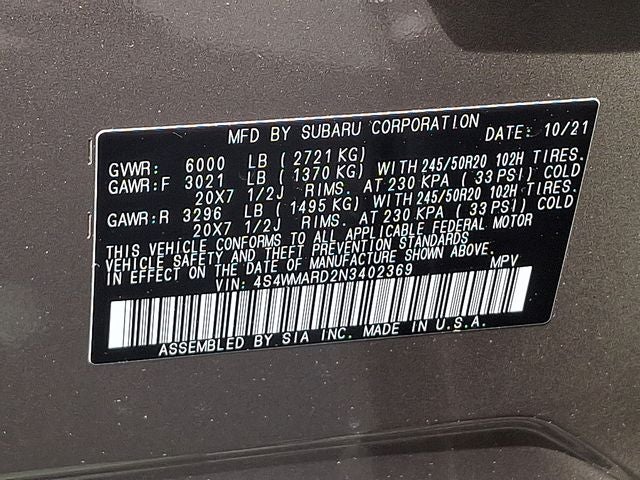 MFD BY SUBARU CORPORATION DATE: 10/21
GVWR: 6000 LB ( 2721 KG)
GAWR:F 3021 LB ( 1370 KG) WITH 245/50R20 102H TIRES.
20X7 1/2J RIMS. AT 230 KPA ( 33 PSI) COLD
GAWR:R 3296 LB ( 1495 KG) WITH 245/50R20 102H TIRES.
20X7 1/2J RIMS. AT 230 KPA ( 33 PSI) COLD
THIS VEHICLE CONFORMS TO ALL APPLICABLE FEDERAL MOTOR
VEHICLE SAFETY AND THEFT PREVENTION STANDARDS
IN EFFECT ON THE DATE OF MANUFACTURE SHOWN ABOVE.
VIN: 4S4WMARD2N3402369 MPV
ASSEMBLED BY SIA INC. MADE IN U.S.A.